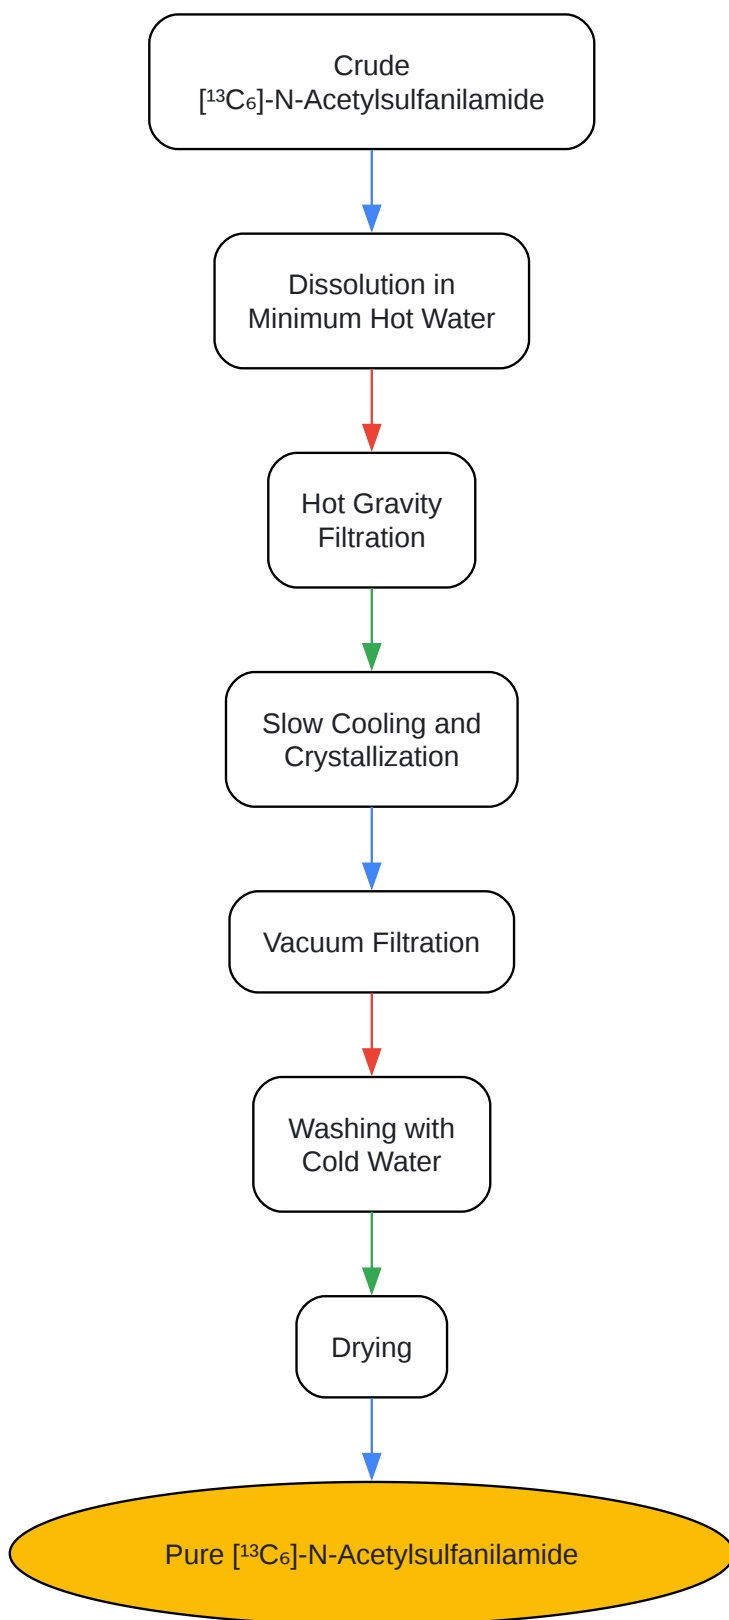 Crude
[¹³C₆]-N-Acetylsulfanilamide
Dissolution in
Minimum Hot Water
Hot Gravity
Filtration
Slow Cooling and
Crystallization
Vacuum Filtration
Washing with
Cold Water
Drying
Pure [¹³C₆]-N-Acetylsulfanilamide